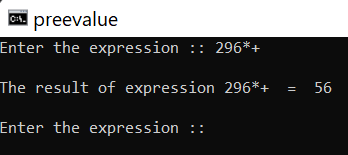 preevalue
Enter the expression :: 296*+
The result of expression 296*+  =  56
Enter the expression ::